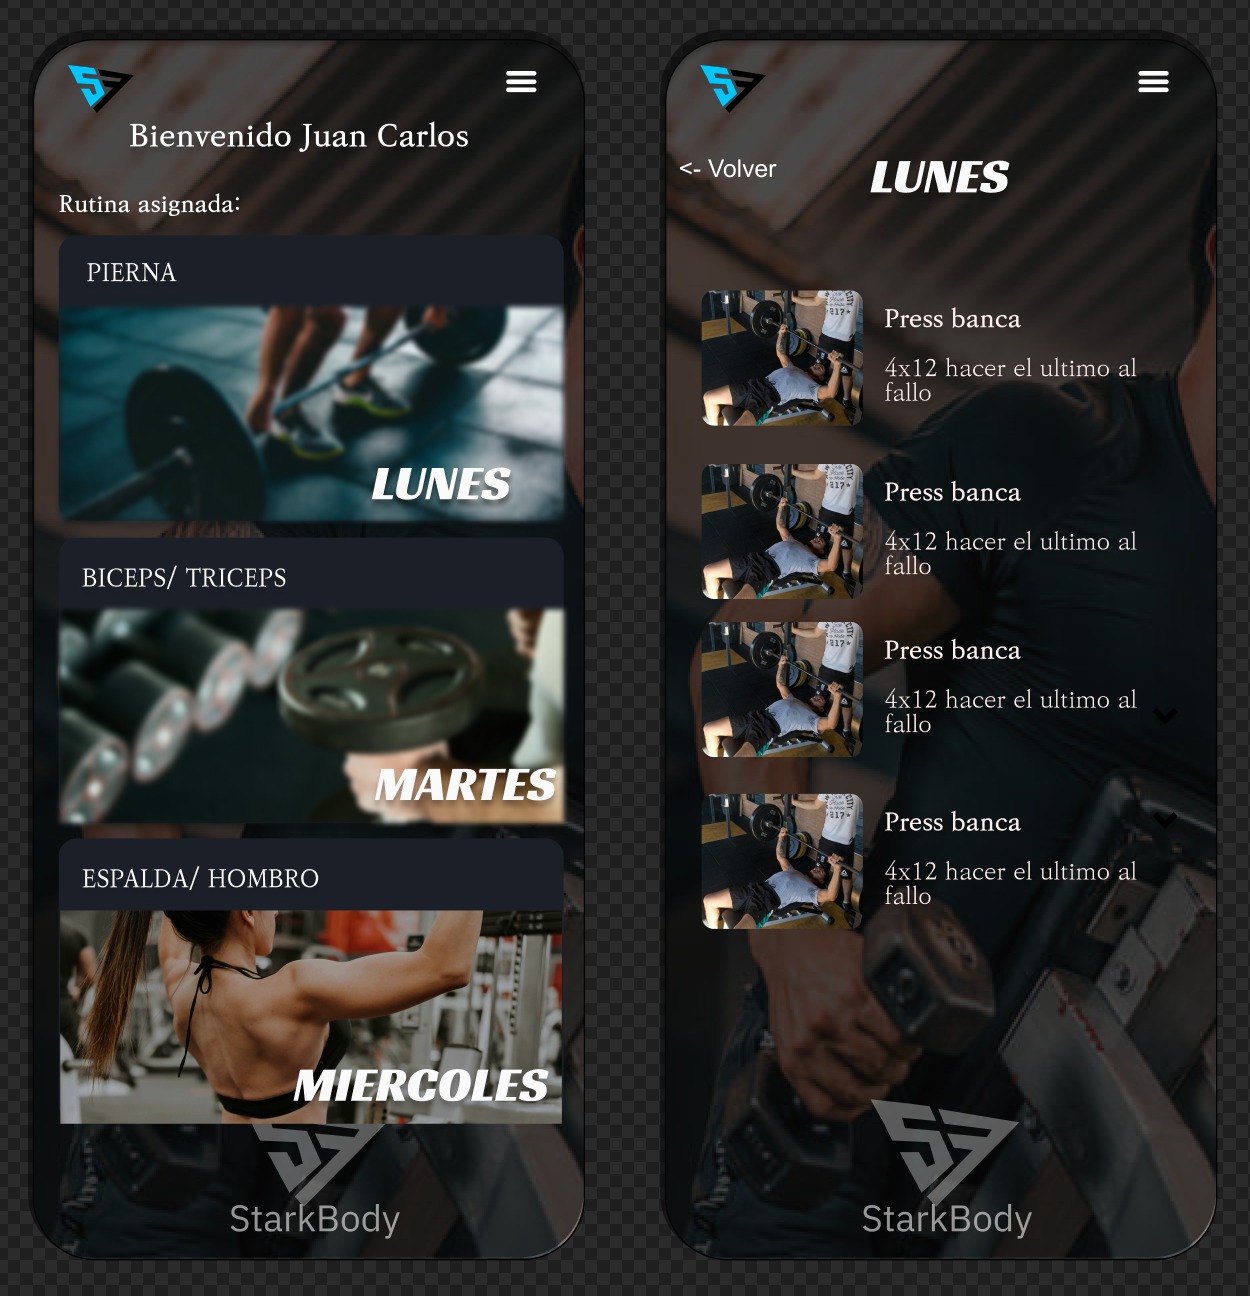 Bienvenido Juan Carlos
Rutina asignada:
PIERNA
LUNES
BICEPS/ TRICEPS
MARTES
ESPALDA/ HOMBRO
MIERCOLES
StarkBody
<- Volver
LUNES
Press banca
4x12 hacer el ultimo al
fallo
Press banca
4x12 hacer el ultimo al
fallo
Press banca
4x12 hacer el ultimo al
fallo
Press banca
4x12 hacer el ultimo al
fallo
StarkBody